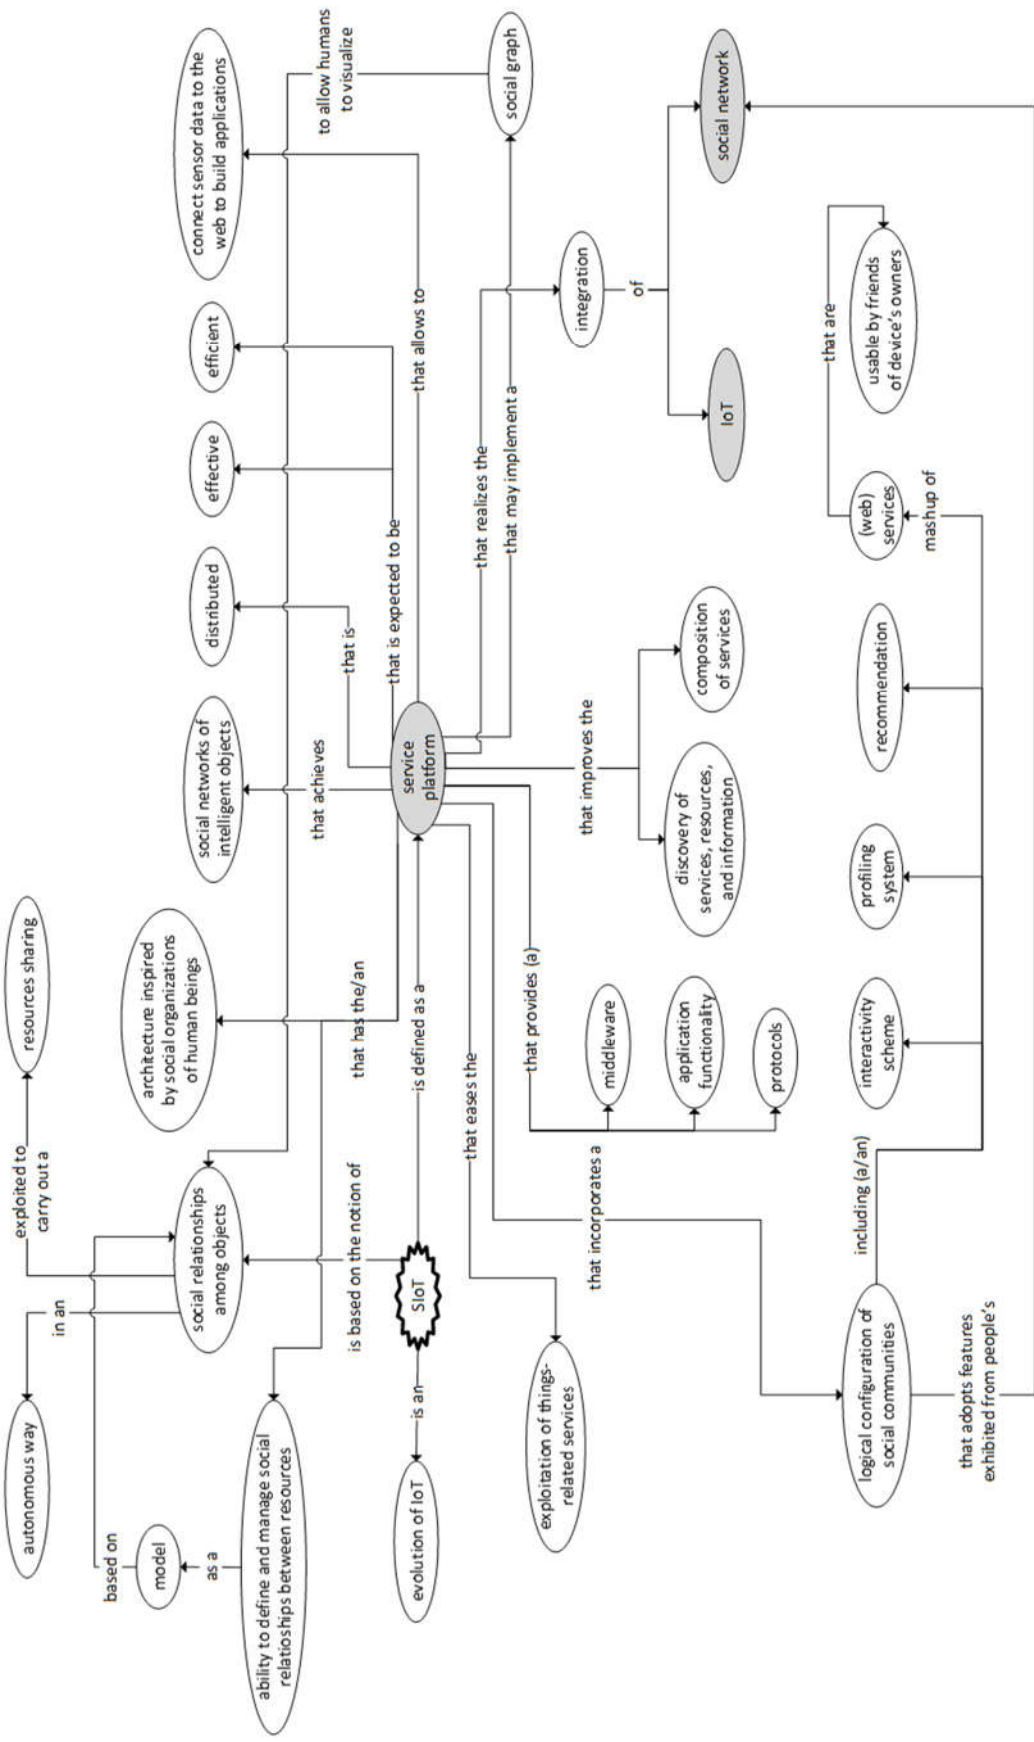 autonomous way
in an
exploited to
carry out a
resources sharing
based on
model
as a
social relationships
among objects
architecture inspired
by social organizations
of human beings
social networks of
intelligent objects
distributed
effective
efficient
connect sensor data to the
web to build applications
ability to define and manage social
relatioships between resources
is based on the notion of
that has the/an
that achieves
that is
that is expected to be
to allow humans
to visualize
evolution of IoT
is an
SIoT
is defined as a
service
platform
that allows to
social graph
that eases the
that realizes the
that may implement a
exploitation of things-
related services
that provides (a)
that improves the
integration
of
that incorporates a
middleware
application
functionality
protocols
discovery of
services, resources,
and information
composition
of services
IoT
social network
logical configuration of
social communities
including (a/an)
interactivity
scheme
profiling
system
recommendation
(web)
services
that are
usable by friends
of device's owners
mashup of
that adopts features
exhibited from people's